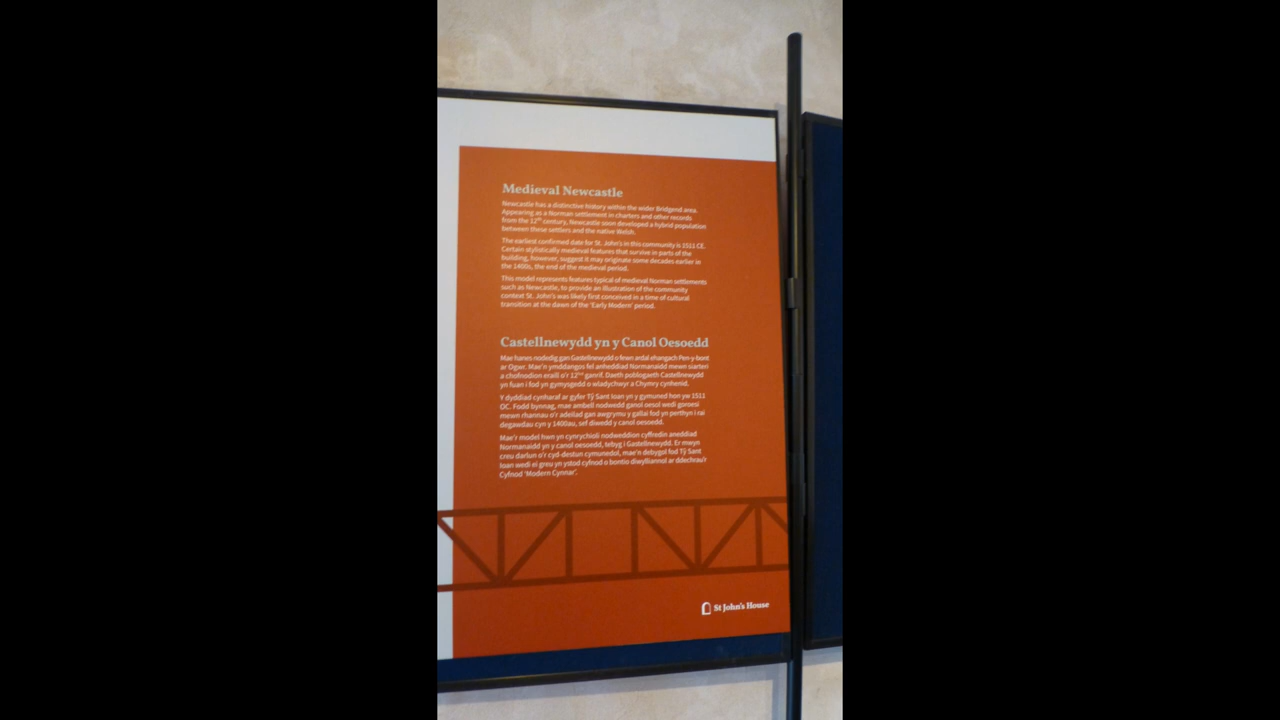 Medieval Newcastle
Newcastle has a distinctive history within the wider Bridgend area.
Appearing as a Norman settlement in charters and other records
from the 12th century, Newcastle soon developed a hybrid population
between these settlers and the native Welsh.
The earliest confirmed date for St. John's in this community is 1511 CE.
Certain stylistically medieval features that survive in parts of the
building, however, suggest it may originate some decades earlier in
the 1400s, the end of the medieval period.
This model represents features typical of medieval Norman settlements
such as Newcastle, to provide an illustration of the community
context St. John's was likely first conceived in a time of cultural
transition at the dawn of the 'Early Modern' period.
Castellnewydd yn y Canol Oesoedd
Mae hanes nodedig gan Gastellnewydd o fewn ardal ehangach Pen-y-bont
ar Ogwr. Mae'n ymddangos fel anheddiad Normanaidd mewn siarteri
a chofnodion eraill o'r 12fed ganrif. Daeth poblogaeth Castellnewydd
yn fuan i fod yn gymysgedd o wladychwyr a Chymry cynhenid.
Y dyddiad cynharaf ar gyfer Tŷ Sant Ioan yn y gymuned hon yw 1511
OC. Fodd bynnag, mae ambell nodwedd ganol oesol wedi goroesi
mewn rhannau o'r adeilad gan awgrymu y gallai fod yn perthyn i rai
degawdau cyn y 1400au, sef diwedd y canol oesoedd.
Mae'r model hwn yn cynrychioli nodweddion cyffredin aneddiad
Normanaidd yn y canol oesoedd, tebyg i Gastellnewydd. Er mwyn
creu darlun o'r cyd-destun cymunedol, mae'n debygol fod Tŷ Sant
Ioan wedi ei greu yn ystod cyfnod o bontio diwylliannol ar ddechrau'r
Cyfnod 'Modern Cynnar'.
St John's House